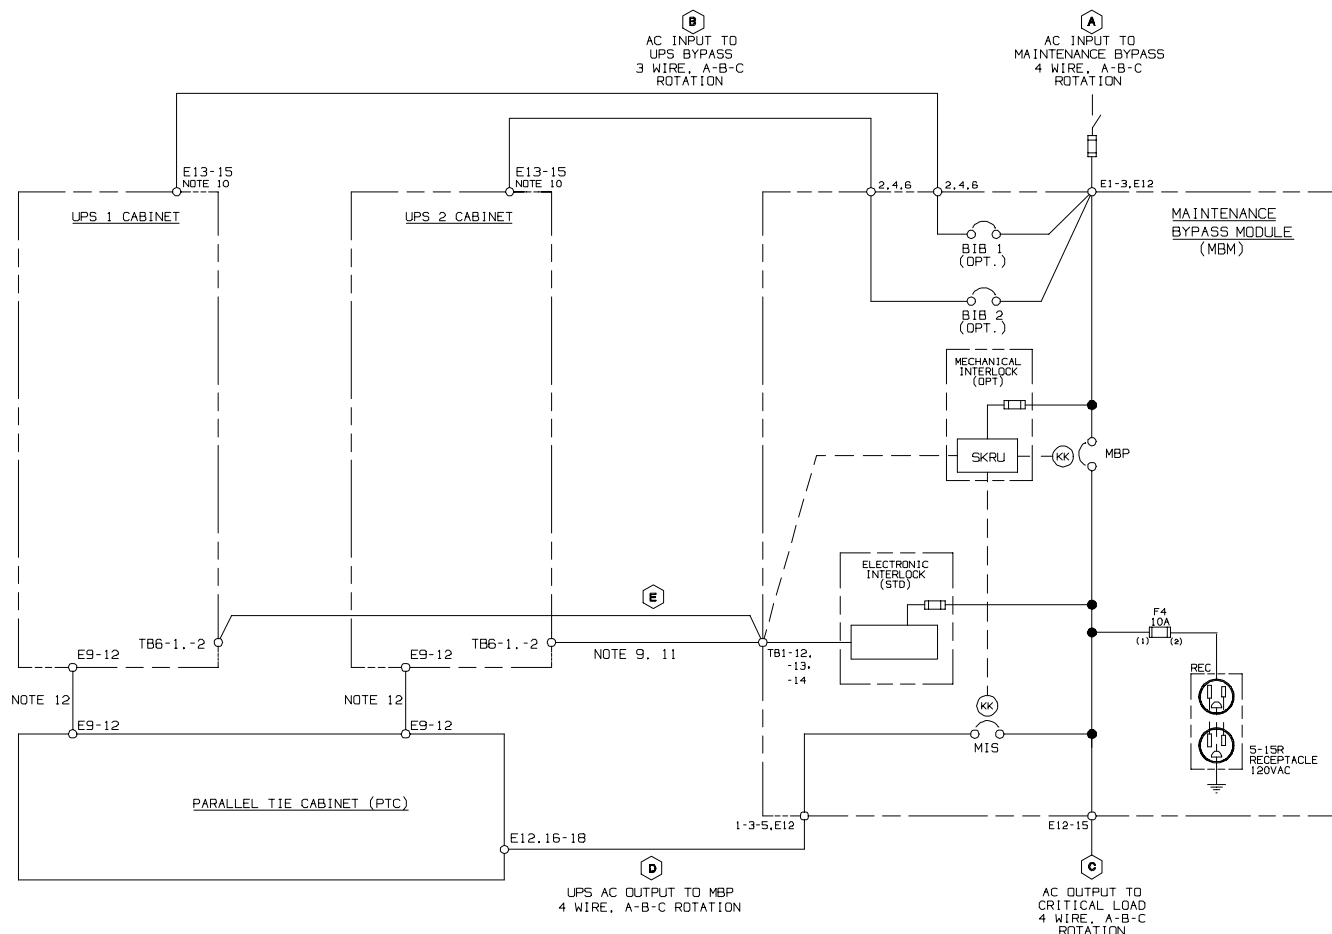 B
AC INPUT TO
UPS BYPASS
3 WIRE, A-B-C
ROTATION
A
AC INPUT TO
MAINTENANCE BYPASS
4 WIRE, A-B-C
ROTATION
E13-15
NOTE 10
E13-15
NOTE 10
2,4,6
2,4,6
E1-3,E12
UPS 1 CABINET
UPS 2 CABINET
MAINTENANCE
BYPASS MODULE
(MBM)
BIB 1
(OPT.)
BIB 2
(OPT.)
MECHANICAL
INTERLOCK
(OPT)
SKRU
KK
MBP
ELECTRONIC
INTERLOCK
(STD)
E
F4
10A
(1)
(2)
TB6-1,-2
TB6-1,-2
NOTE 9, 11
TB1-12,
-13,
-14
E9-12
E9-12
REC
NOTE 12
NOTE 12
KK
E9-12
E9-12
MIS
5-15R
RECEPTACLE
120VAC
PARALLEL TIE CABINET (PTC)
1-3-5,E12
E12-15
E12,16-18
D
UPS AC OUTPUT TO MBP
4 WIRE, A-B-C ROTATION
C
AC OUTPUT TO
CRITICAL LOAD
4 WIRE, A-B-C
ROTATION